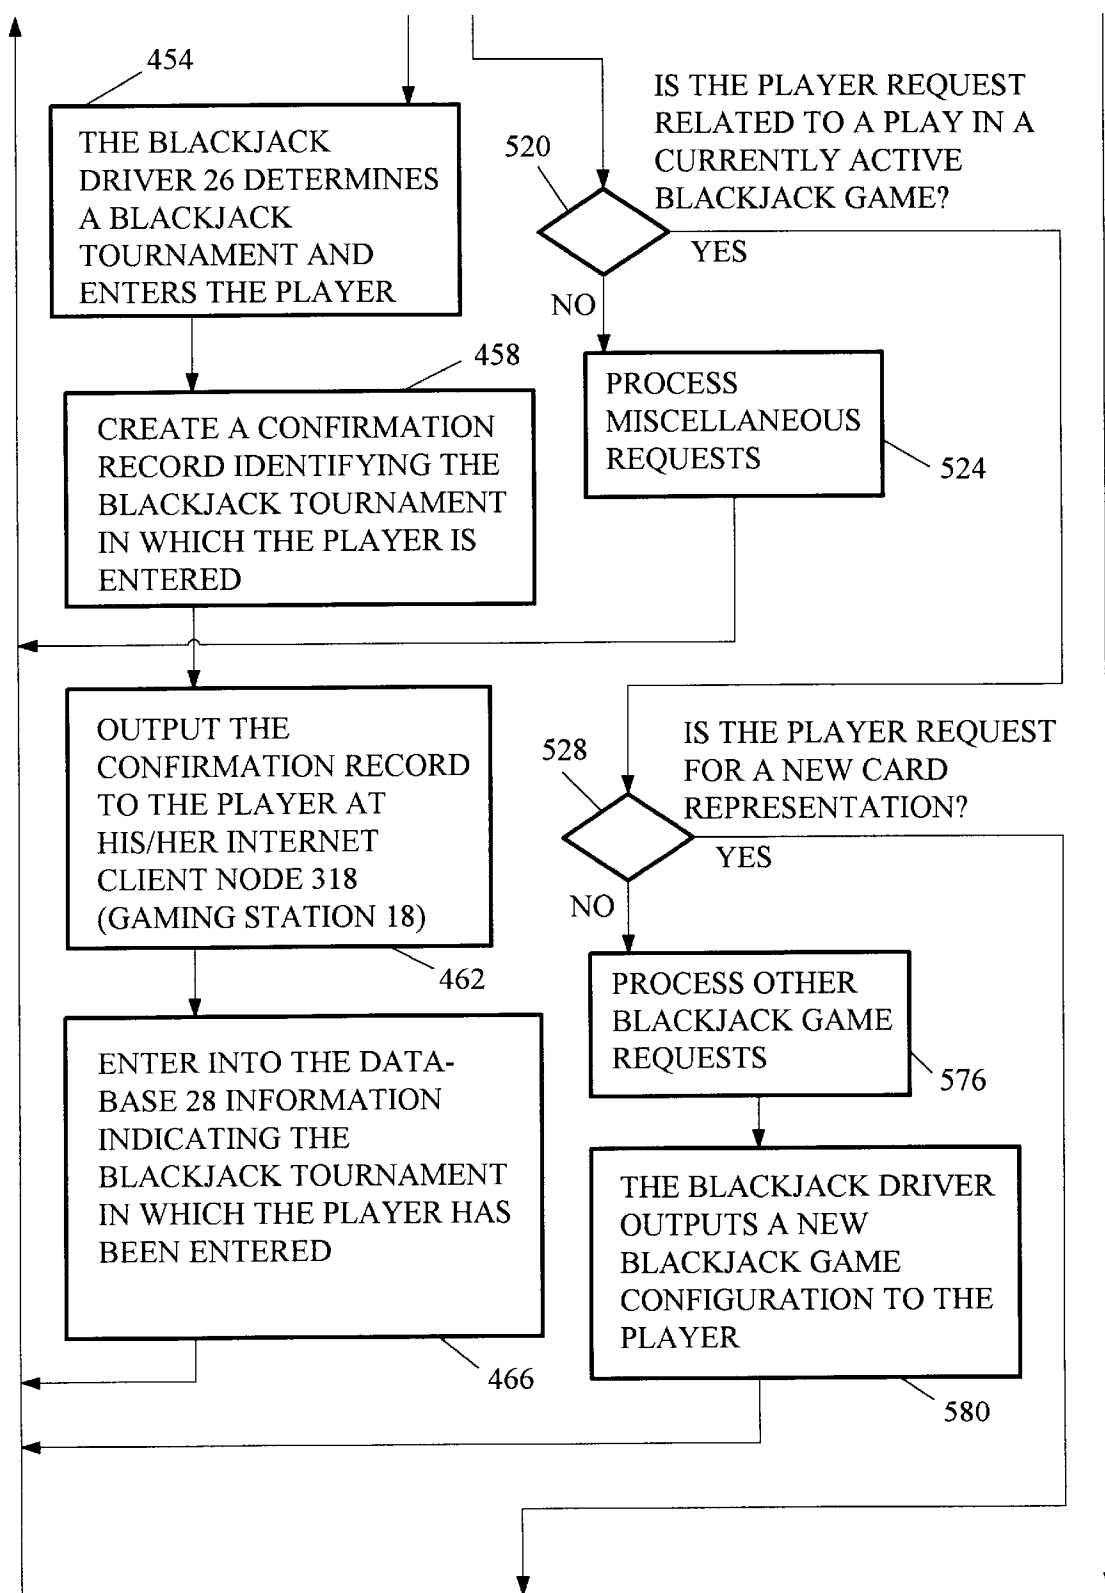 454
THE BLACKJACK
DRIVER 26 DETERMINES
A BLACKJACK
TOURNAMENT AND
ENTERS THE PLAYER
458
CREATE A CONFIRMATION
RECORD IDENTIFYING THE
BLACKJACK TOURNAMENT
IN WHICH THE PLAYER IS
ENTERED
OUTPUT THE
CONFIRMATION RECORD
TO THE PLAYER AT
HIS/HER INTERNET
CLIENT NODE 318
(GAMING STATION 18)
462
ENTER INTO THE DATA-
BASE 28 INFORMATION
INDICATING THE
BLACKJACK TOURNAMENT
IN WHICH THE PLAYER HAS
BEEN ENTERED
466
IS THE PLAYER REQUEST
RELATED TO A PLAY IN A
CURRENTLY ACTIVE
BLACKJACK GAME?
520
YES
NO
PROCESS
MISCELLANEOUS
REQUESTS
524
IS THE PLAYER REQUEST
FOR A NEW CARD
REPRESENTATION?
528
YES
NO
PROCESS OTHER
BLACKJACK GAME
REQUESTS
576
THE BLACKJACK DRIVER
OUTPUTS A NEW
BLACKJACK GAME
CONFIGURATION TO THE
PLAYER
580